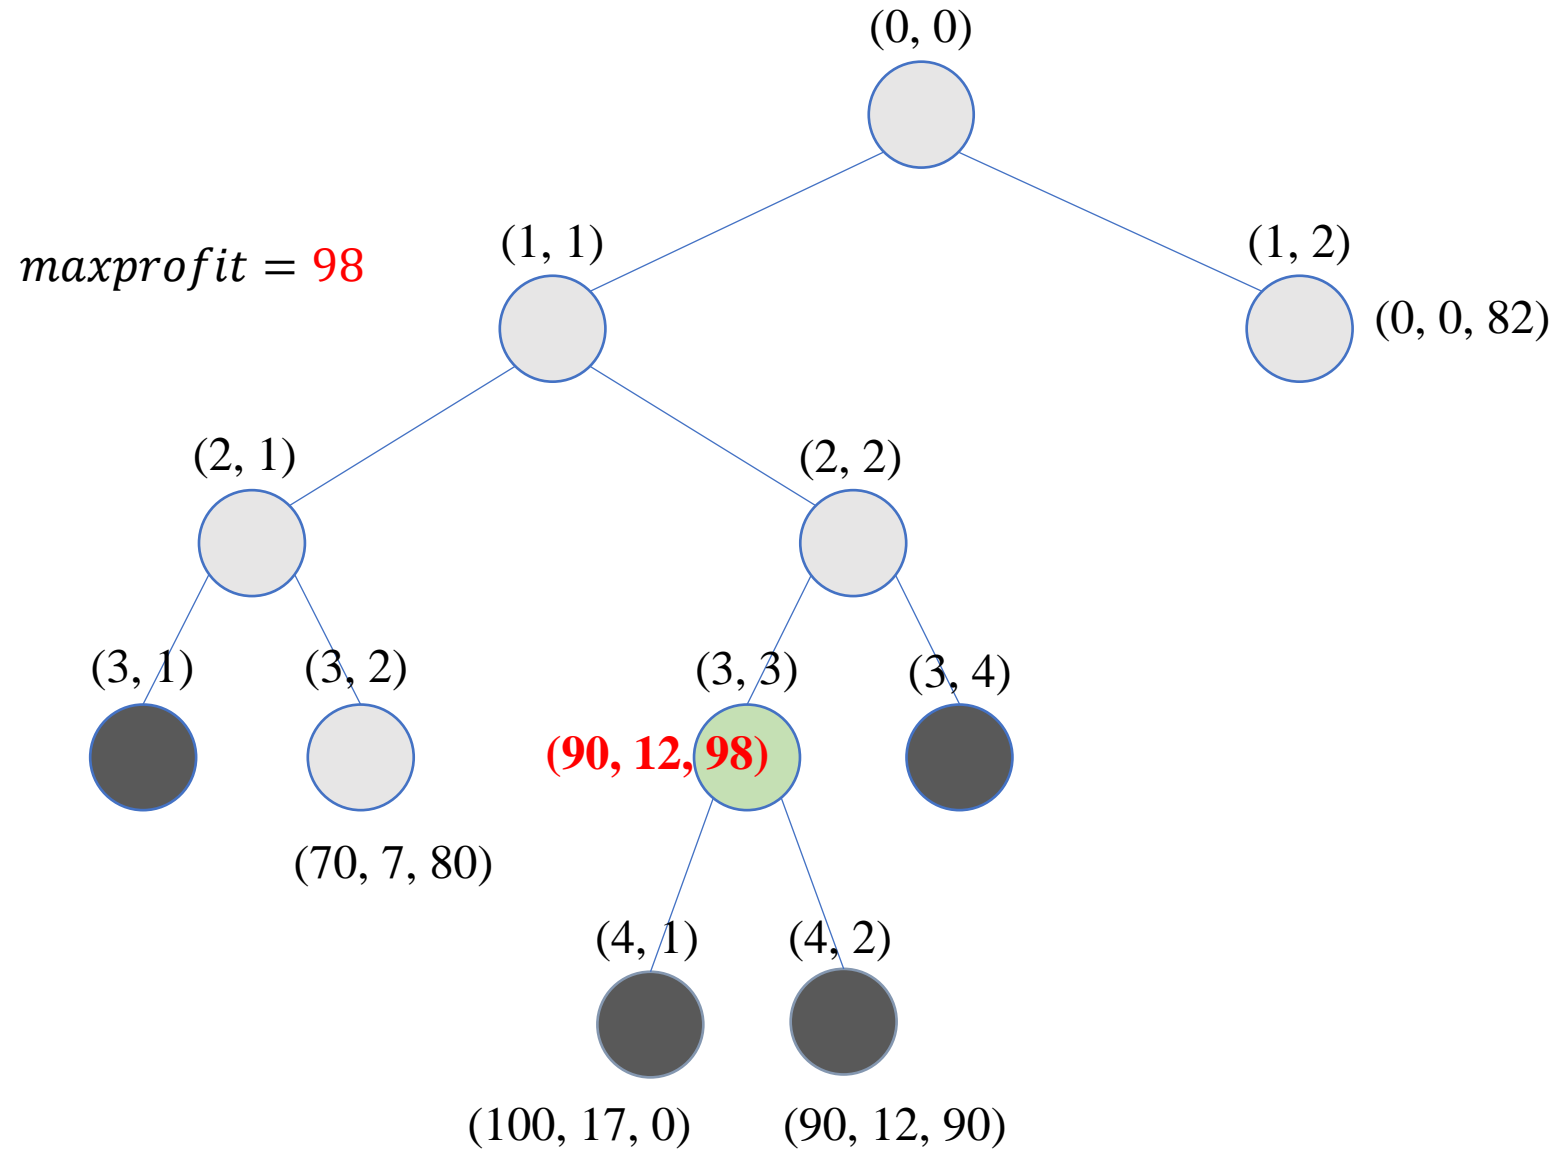 (0, 0)
maxprofit = 98
(1, 1)
(1, 2)
(0, 0, 82)
(2, 1)
(2, 2)
(3, 1)
(3, 2)
(3, 3)
(3, 4)
(90, 12, 98)
(70, 7, 80)
(4, 1)
(4, 2)
(100, 17, 0)
(90, 12, 90)